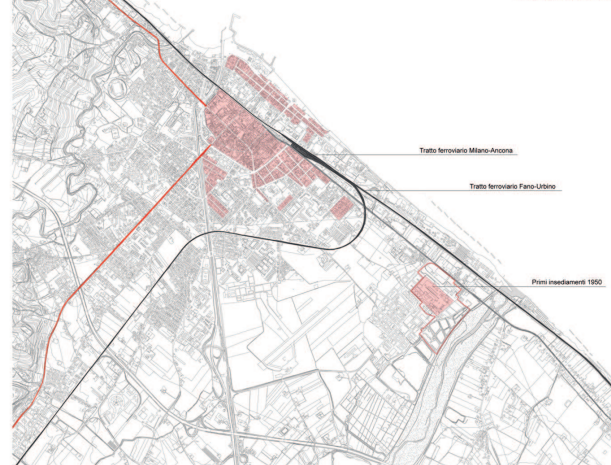 Tratto ferroviario Milano-Ancona
Tratto ferroviario Fano-Urbino
Primi insediamenti 1950